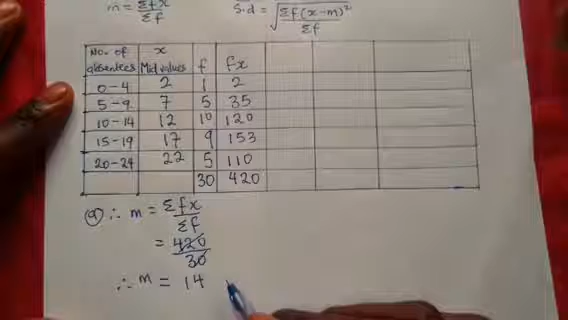 m = Σfx / Σf
S.d = √Σf(x-m)² / Σf
No. of absentees x Mid values f fx
0-4 2 1 2
5-9 7 5 35
10-14 12 10 120
15-19 17 9 153
20-24 22 5 110
30 420
(a) ∴ m = Σfx / Σf
= 420 / 30
∴ m = 14